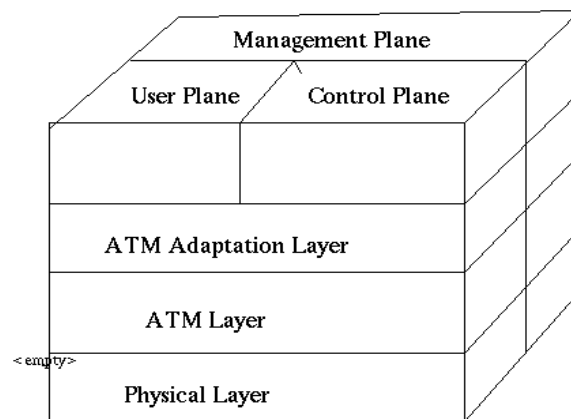 Management Plane
User Plane
Control Plane
ATM Adaptation Layer
ATM Layer
< empty>
Physical Layer